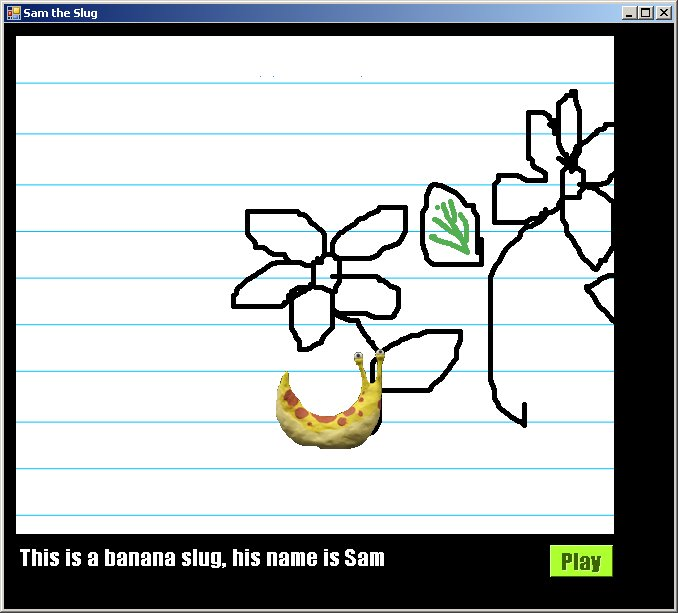 Sam the Slug
This is a banana slug, his name is Sam
Play